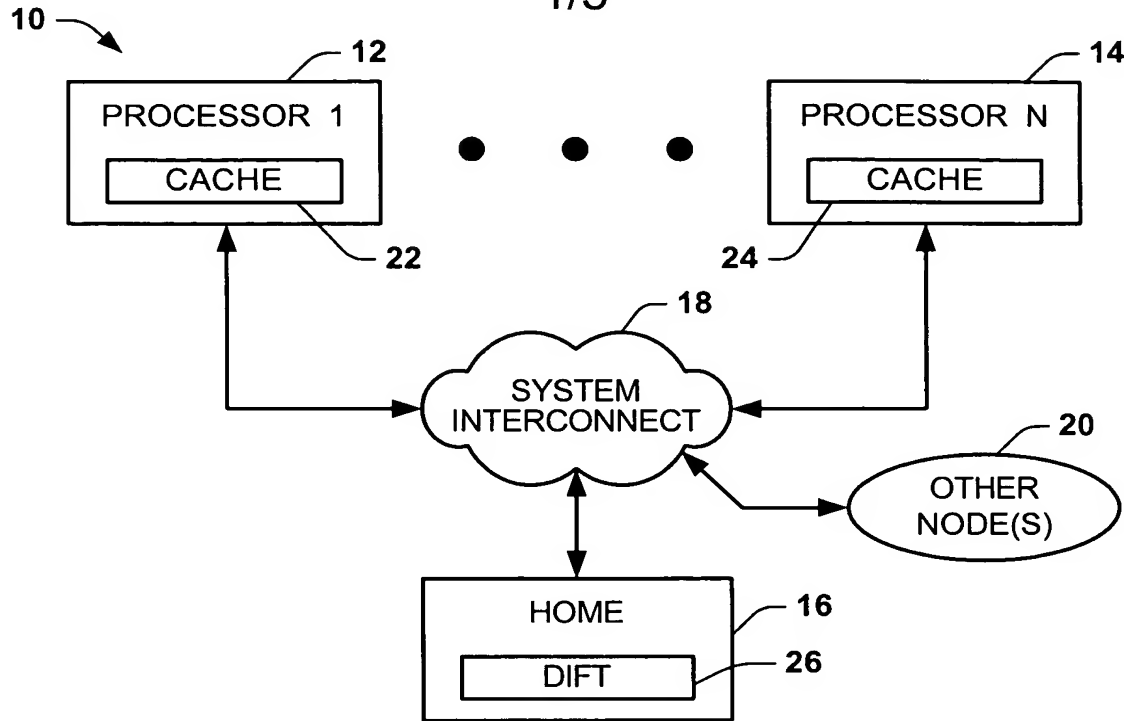 10
12
14
PROCESSOR 1
PROCESSOR N
CACHE
CACHE
22
24
18
SYSTEM
INTERCONNECT
20
OTHER
NODE(S)
HOME
16
DIFT
26